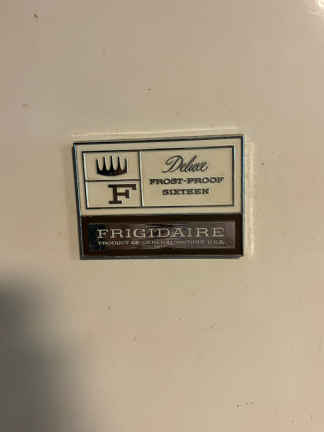 Deluxe
FROST-PROOF
SIXTEEN
F
FRIGIDAIRE
PRODUCT OF GENERAL MOTORS U.S.A.